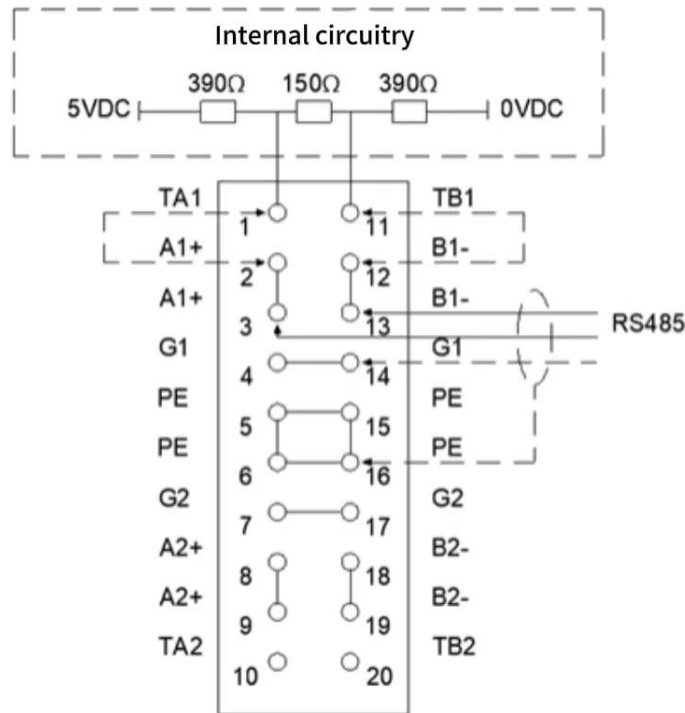 Internal circuitry
390Ω 150Ω 390Ω
5VDC 0VDC
TA1 TB1
1 11
A1+ B1-
2 12
A1+ B1-
3 13 RS485
G1 G1
4 14
PE PE
5 15
PE PE
6 16
G2 G2
7 17
A2+ B2-
8 18
A2+ B2-
9 19
TA2 TB2
10 20